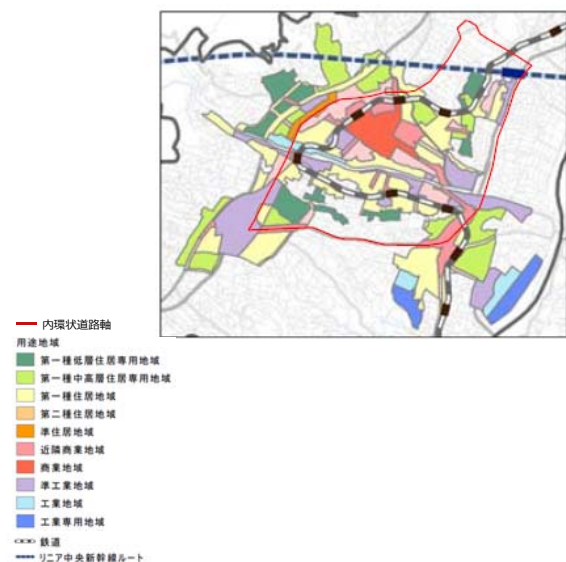 内環状道路軸
用途地域
第一種低層住居専用地域
第一種中高層住居専用地域
第一種住居地域
第二種住居地域
準住居地域
近隣商業地域
商業地域
準工業地域
工業地域
工業専用地域
鉄道
リニア中央新幹線ルート